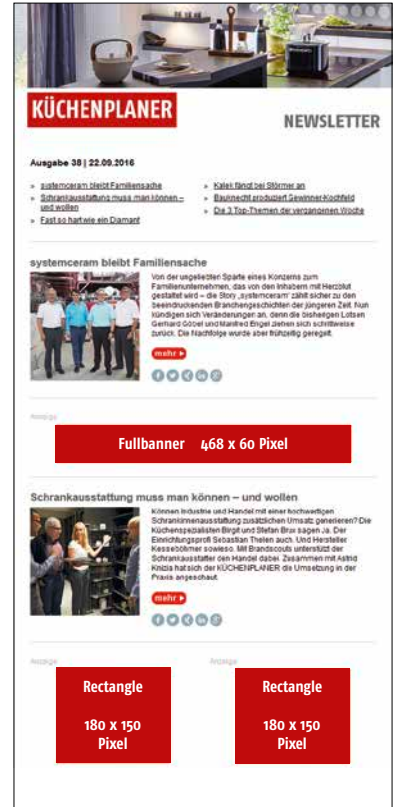 KÜCHENPLANER
NEWSLETTER
Ausgabe 38 | 22.09.2016
» systemceram bleibt Familiensache
» Schrankausstattung muss man können –
und wollen
» Fast so hart wie ein Diamant
» Kalek fängt bei Störmer an
» Bauknecht produziert Gewinner-Kochfeld
» Die 3 Top-Themen der vergangenen Woche
systemceram bleibt Familiensache
Von der ungeliebten Sparte eines Konzerns zum
Familienunternehmen, das von den Inhabern mit Herzblut
gestaltet wird – die Story „systemceram“ zählt sicher zu den
beeindruckenden Branchengeschichten der jüngeren Zeit. Nun
kündigen sich Veränderungen an, denn die bisherigen Lotsen
Gerhard Göbel und Manfred Engel ziehen sich schrittweise
zurück. Die Nachfolge wurde aber frühzeitig geregelt.
mehr
Anzeige
Fullbanner 468 x 60 Pixel
Schrankausstattung muss man können – und wollen
Können Industrie und Handel mit einer hochwertigen
Schrankinnenausstattung zusätzlichen Umsatz generieren? Die
Küchenspezialisten Birgit und Stefan Brux sagen Ja. Der
Einrichtungsprofi Sebastian Thelen auch. Und Hersteller
Kesseböhmer sowieso. Mit Brandscouts unterstützt der
Schrankausstatter den Handel dabei. Zusammen mit Astrid
Knizia hat sich der KÜCHENPLANER die Umsetzung in der
Praxis angeschaut.
mehr
Anzeige
Anzeige
Rectangle
180 x 150
Pixel
Rectangle
180 x 150
Pixel